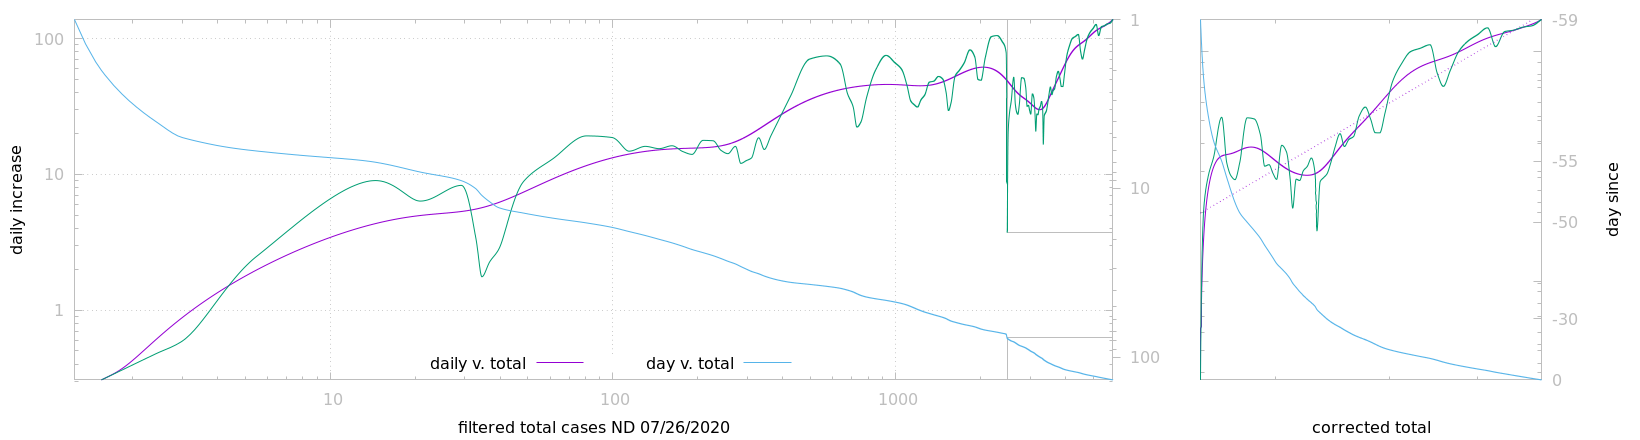 daily increase
100
10
1
10
100
1000
filtered total cases ND 07/26/2020
daily v. total
day v. total
1
10
100
-59
-55
-50
-30
0
day since
corrected total